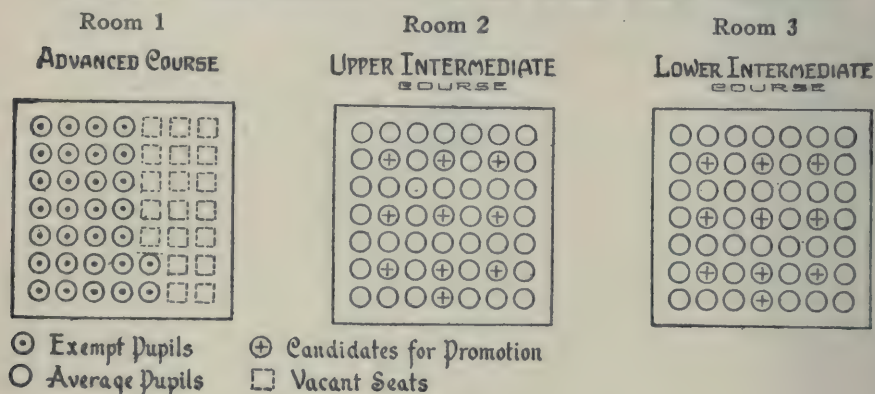 Room 1
ADVANCED COURSE
Room 2
UPPER INTERMEDIATE
COURSE
Room 3
LOWER INTERMEDIATE
COURSE
Exempt Pupils
Candidates for Promotion
Average Pupils
Vacant Seats